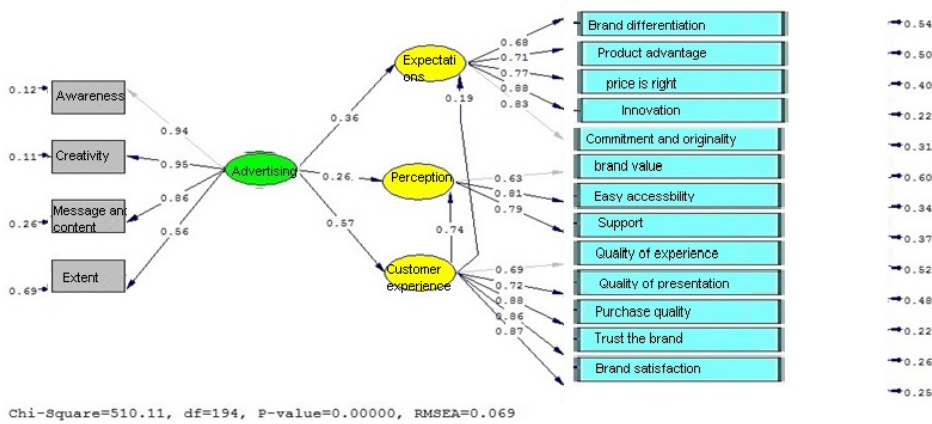 Brand differentiation
0.54
0.68
Product advantage
0.50
0.71
Expectati
ons
0.77
price is right
0.40
0.12
Awareness
0.88
0.19
0.83
Innovation
0.22
0.36
0.94
Commitment and originality
0.31
0.11
Creativity
0.95
Advertising
0.26
Perception
0.63
brand value
0.60
0.86
0.81
Easy accessbility
0.34
0.79
0.26
Message an
content
0.56
0.57
0.74
Support
0.37
Quality of experience
0.52
0.69
Extent
0.69
Customer
experience
0.72
Quality of presentation
0.48
0.88
Purchase quality
0.22
0.86
0.87
Trust the brand
0.26
Brand satisfaction
0.25
Chi-Square=510.11, df=194, P-value=0.00000, RMSEA=0.069